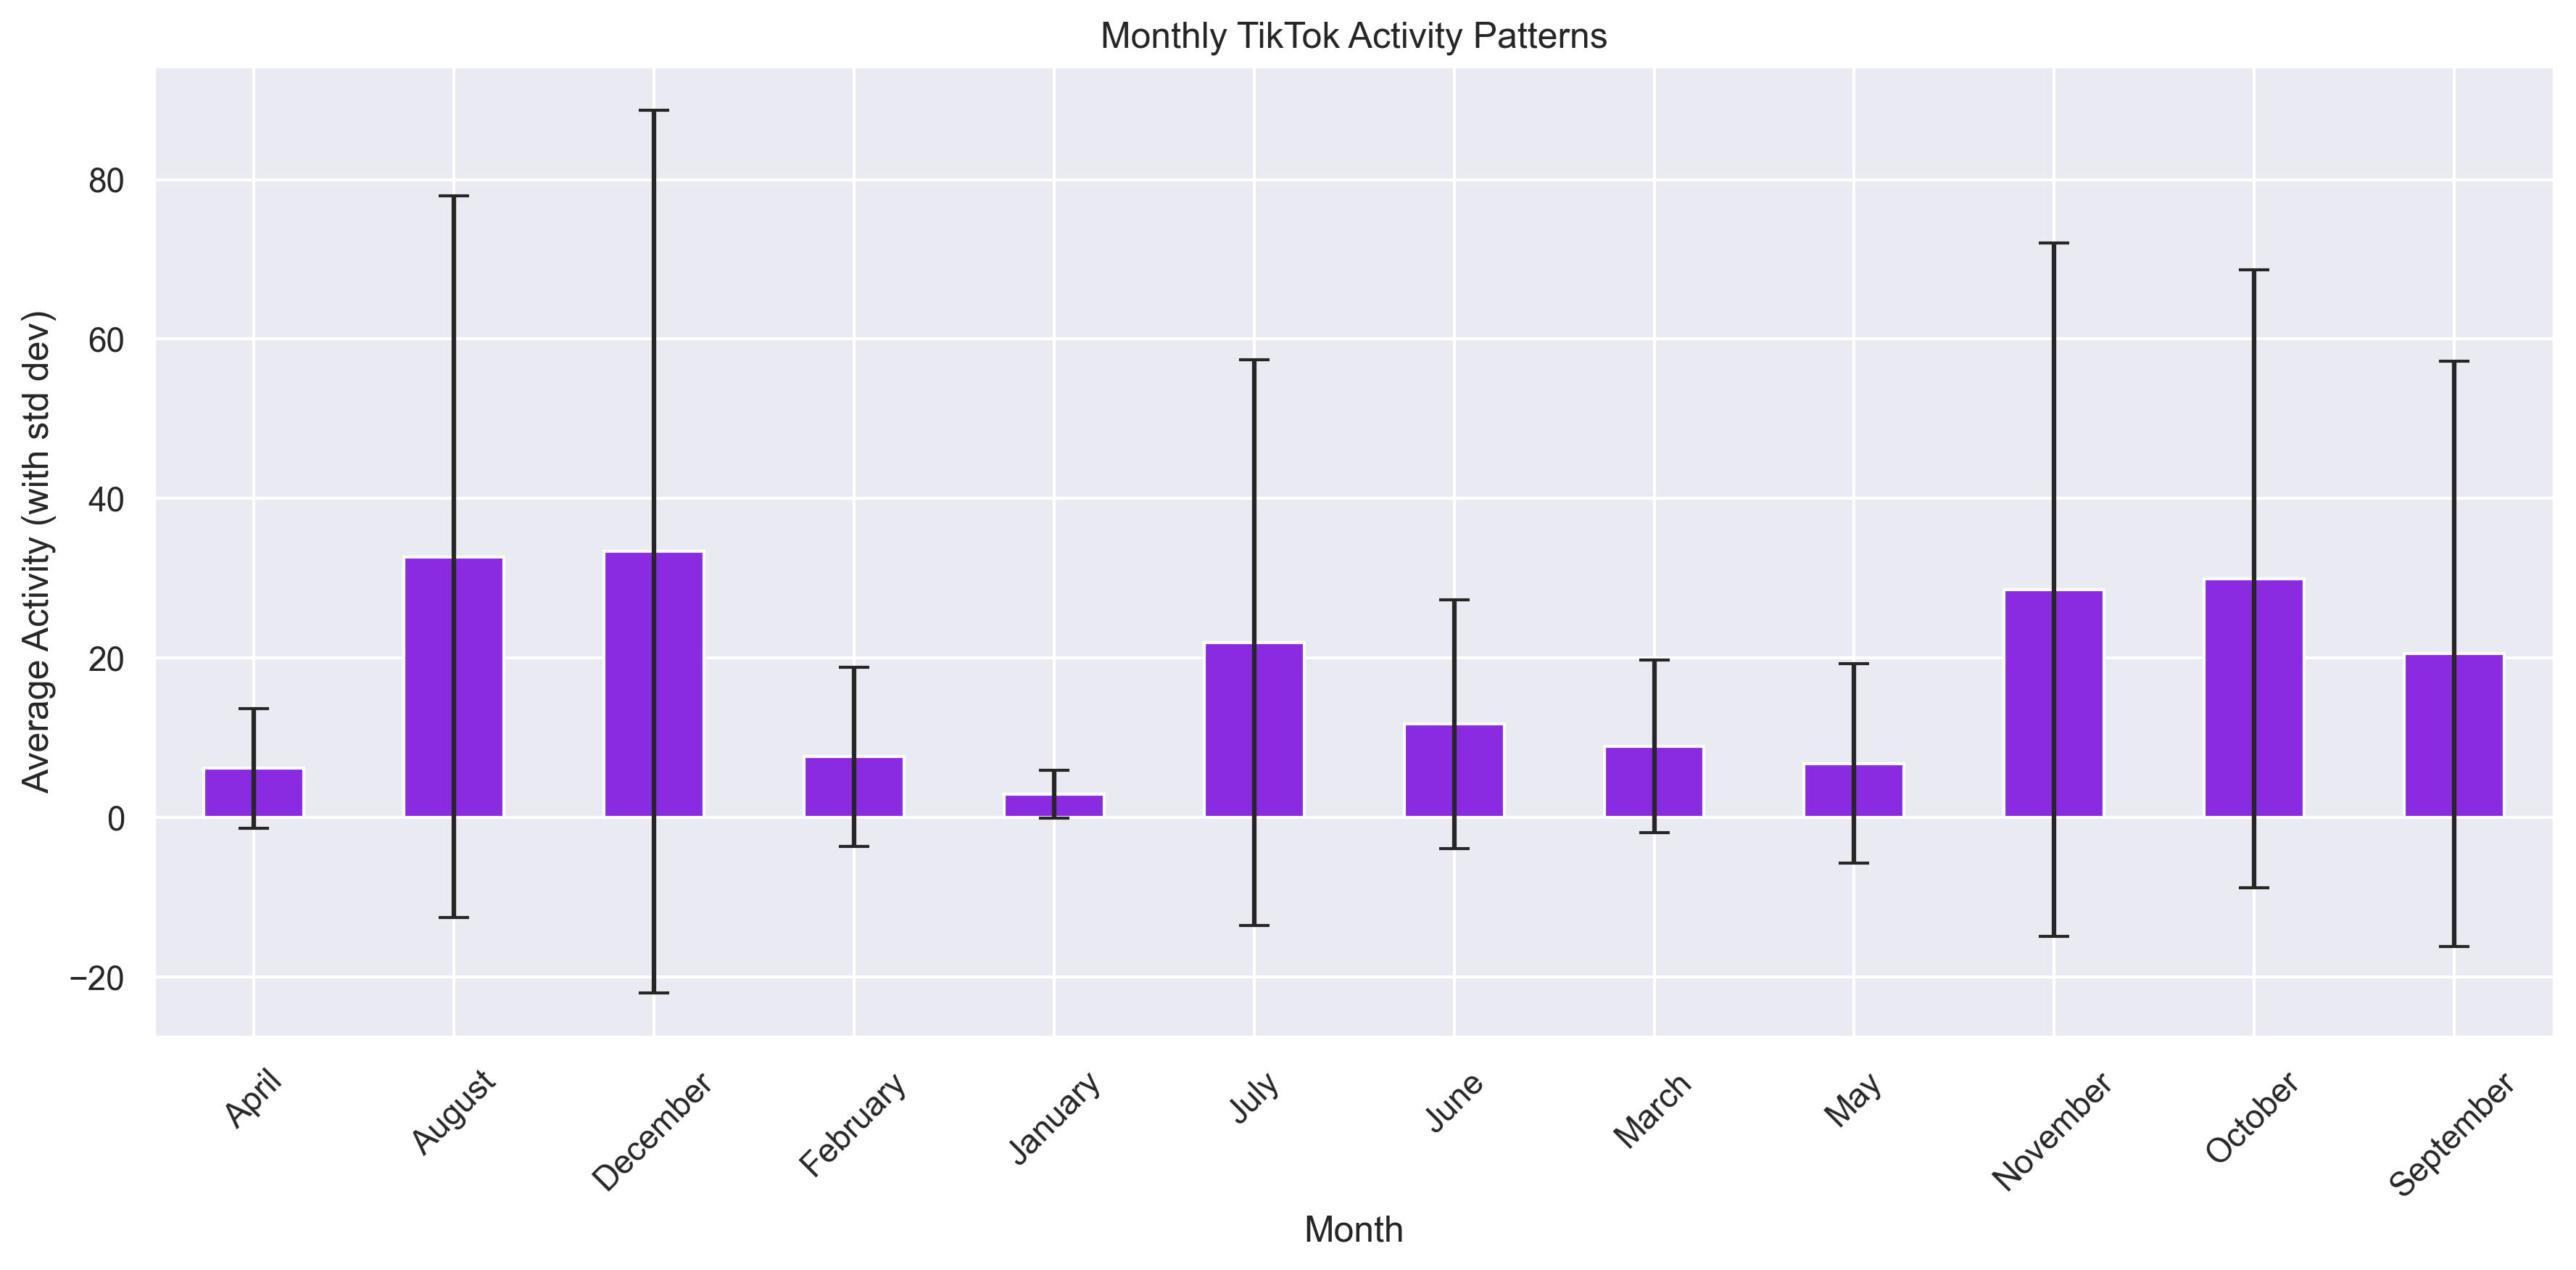 Monthly TikTok Activity Patterns
Average Activity (with std dev)
80
60
40
20
0
−20
April
August
December
February
January
July
June
March
May
November
October
September
Month